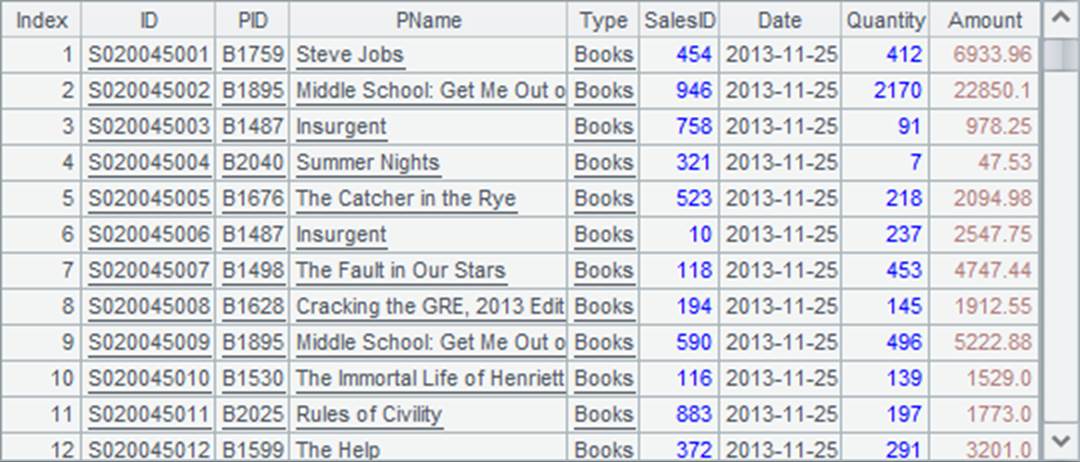 Index ID PID PName Type SalesID Date Quantity Amount
1 S020045001 B1759 Steve Jobs Books 454 2013-11-25 412 6933.96
2 S020045002 B1895 Middle School: Get Me Out o Books 946 2013-11-25 2170 22850.1
3 S020045003 B1487 Insurgent Books 758 2013-11-25 91 978.25
4 S020045004 B2040 Summer Nights Books 321 2013-11-25 7 47.53
5 S020045005 B1676 The Catcher in the Rye Books 523 2013-11-25 218 2094.98
6 S020045006 B1487 Insurgent Books 10 2013-11-25 237 2547.75
7 S020045007 B1498 The Fault in Our Stars Books 118 2013-11-25 453 4747.44
8 S020045008 B1628 Cracking the GRE, 2013 Edit Books 194 2013-11-25 145 1912.55
9 S020045009 B1895 Middle School: Get Me Out o Books 590 2013-11-25 496 5222.88
10 S020045010 B1530 The Immortal Life of Henriett Books 116 2013-11-25 139 1529.0
11 S020045011 B2025 Rules of Civility Books 883 2013-11-25 197 1773.0
12 S020045012 B1599 The Help Books 372 2013-11-25 291 3201.0